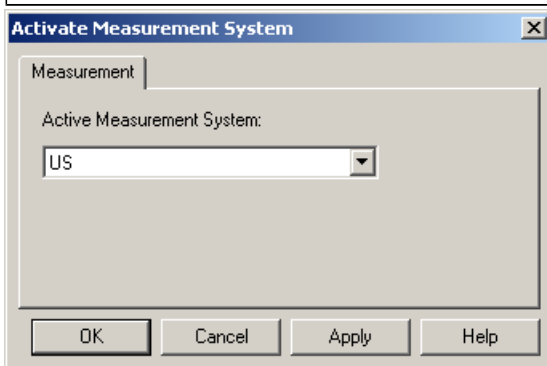 Activate Measurement System
Measurement
Active Measurement System:
US
OK Cancel Apply Help